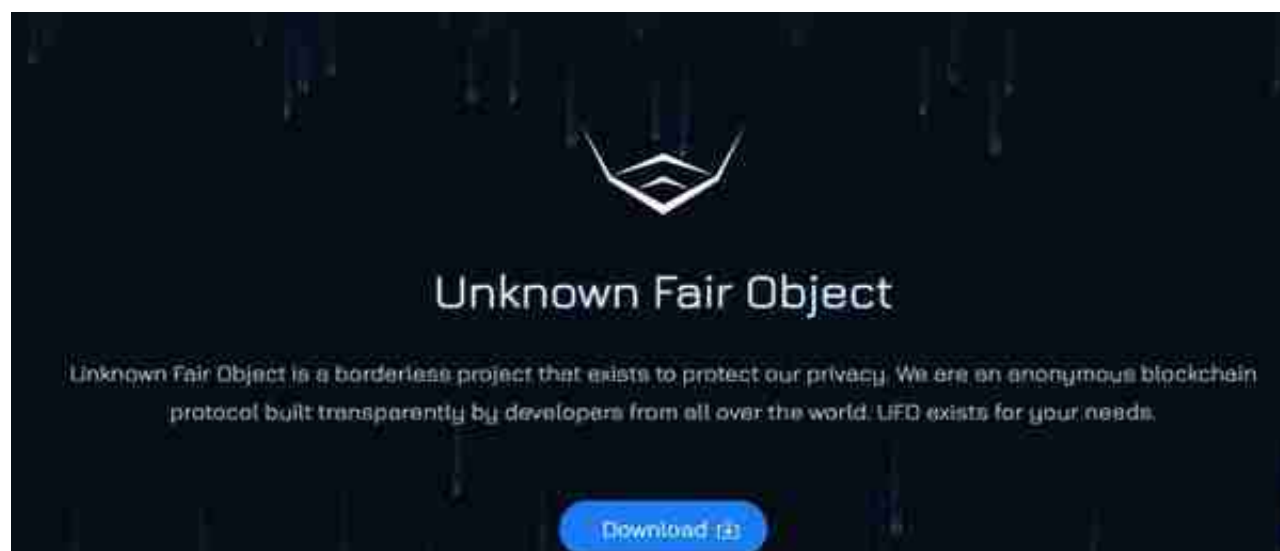 Unknown Fair Object
Unknown Fair Object is a borderless project that exists to protect our privacy. We are an anonymous blockchain
protocol built transparently by developers from all over the world. UFO exists for your needs.
Download